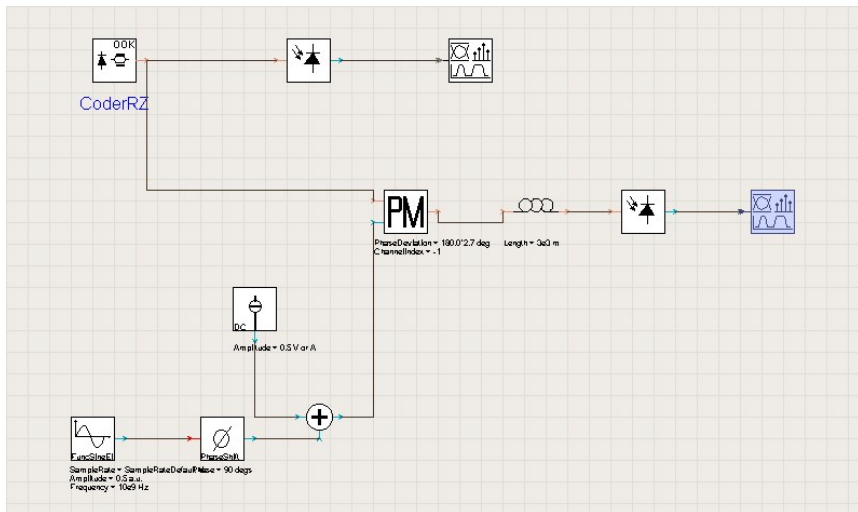 OOK
CoderRZ
PM
PhaseDeviation = 180.0*2.7 deg
ChannelIndex = -1
Length = 3e3 m
DC
Amplitude = 0.5 V or A
FuncSineEl
PhaseShift
SampleRate = SampleRateDefault
Phase = 90 degs
Amplitude = 0.5 a.u.
Frequency = 10e9 Hz